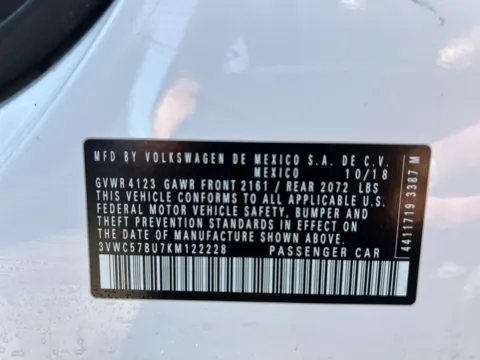 MFD BY VOLKSWAGEN DE MEXICO S.A. DE C.V.
MEXICO 10/18
GVWR 4123 GAWR FRONT 2161 / REAR 2072 LBS
THIS VEHICLE CONFORMS TO ALL APPLICABLE U.S.
FEDERAL MOTOR VEHICLE SAFETY, BUMPER AND
THEFT PREVENTION STANDARDS IN EFFECT ON
THE DATE OF MANUFACTURE SHOWN ABOVE.
3VWC57BU7KM122228 PASSENGER CAR
4411719 3387 M